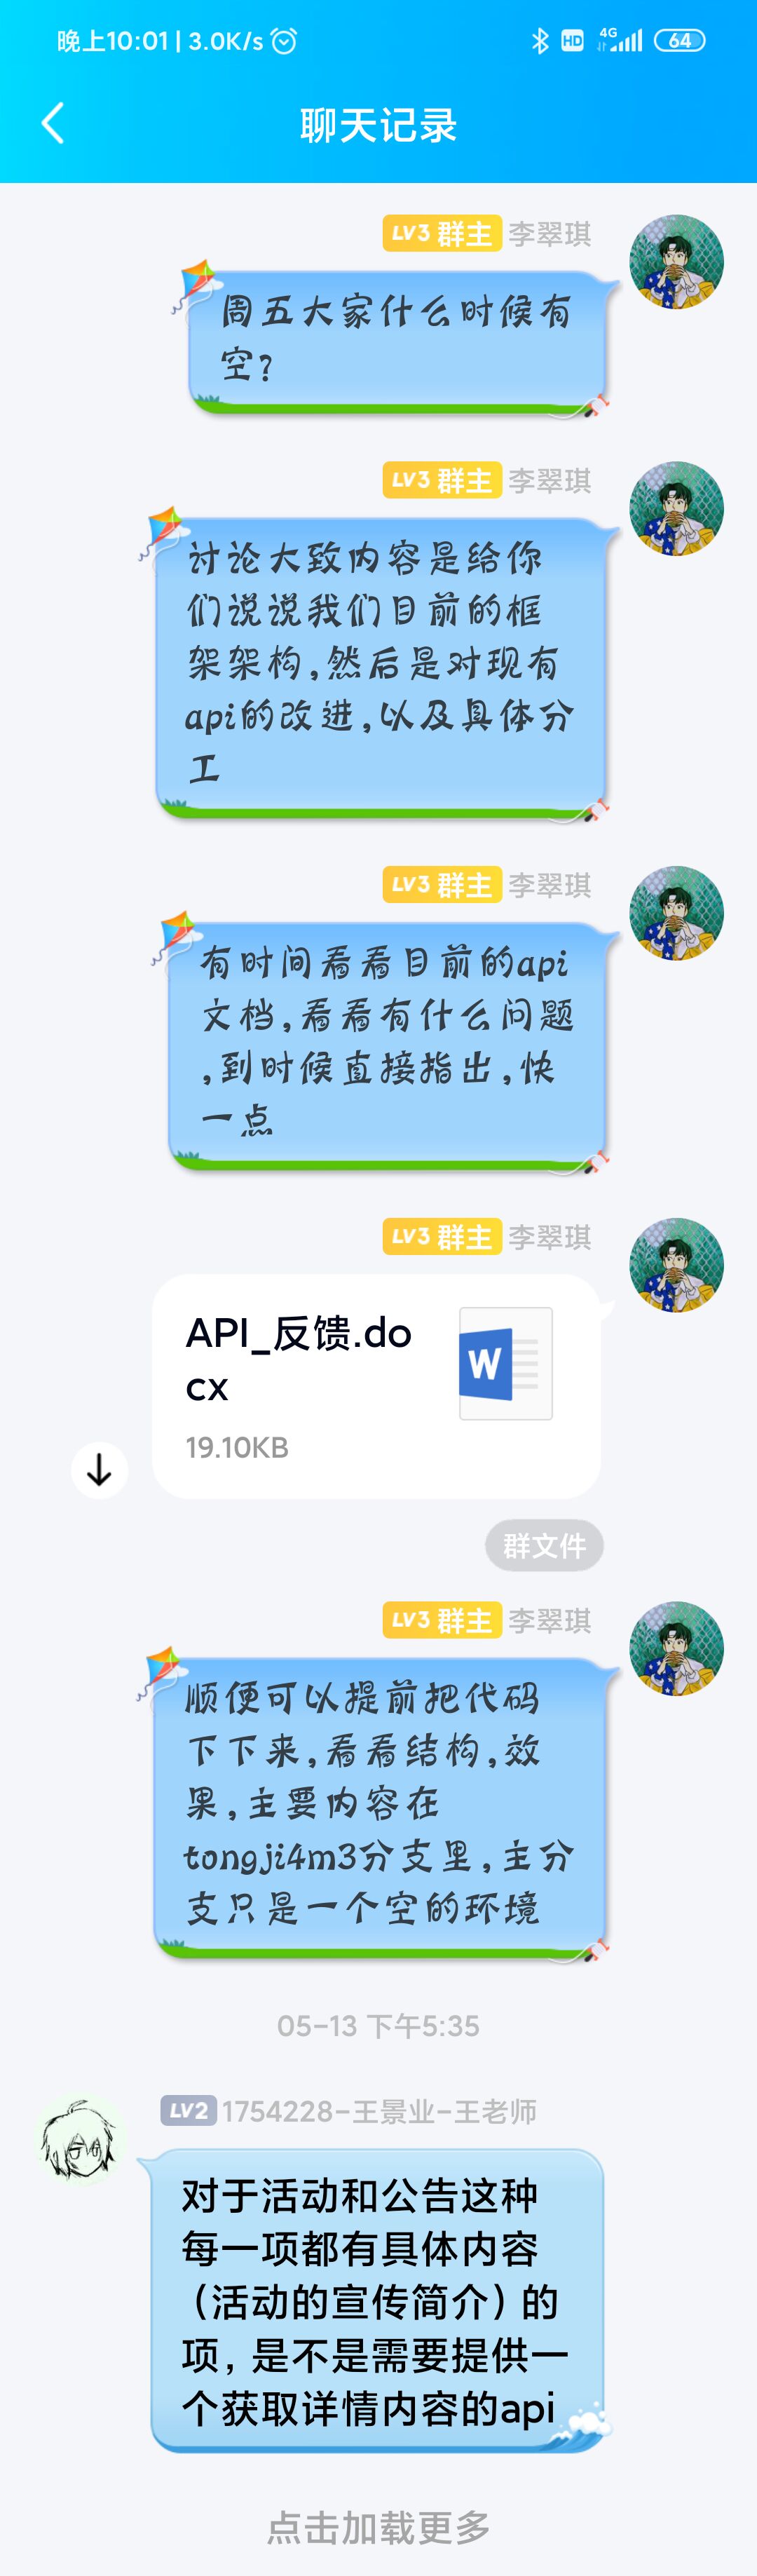 晚上10:01 | 3.0K/s
HD 4G 64
聊天记录
LV3 群主 李翠琪
周五大家什么时候有
空?
LV3 群主 李翠琪
讨论大致内容是给你
们说说我们目前的框
架架构,然后是对现有
api的改进,以及具体分
工
LV3 群主 李翠琪
有时间看看目前的api
文档,看看有什么问题
,到时候直接指出,快
一点
LV3 群主 李翠琪
API_反馈.do
cx
19.10KB
W
群文件
LV3 群主 李翠琪
顺便可以提前把代码
下下来,看看结构,效
果,主要内容在
tongji4m3分支里,主分
支只是一个空的环境
05-13 下午5:35
LV2 1754228-王景业-王老师
对于活动和公告这种
每一项都有具体内容
（活动的宣传简介）的
项，是不是需要提供一
个获取详情内容的api
点击加载更多